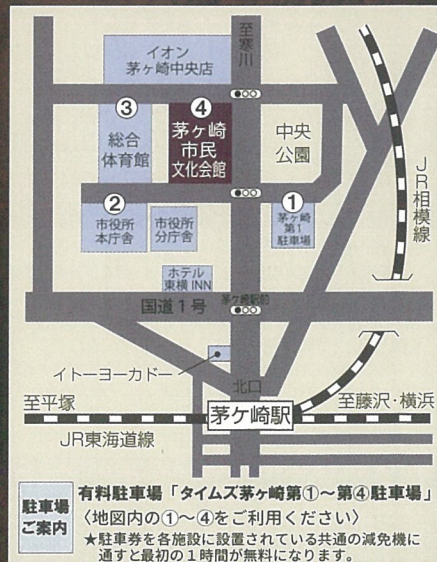 至寒川
イオン
茅ヶ崎中央店
③
総合
体育館
④
茅ヶ崎
市民
文化会館
中央
公園
JR相模線
②
市役所
本庁舎
市役所
分庁舎
①
茅ヶ崎
第1
駐車場
ホテル
東横INN
国道1号
茅ヶ崎駅前
イトーヨーカドー
北口
至平塚
茅ケ崎駅
至藤沢・横浜
JR東海道線
駐車場
ご案内
有料駐車場「タイムズ茅ヶ崎第①〜第④駐車場」
〈地図内の①〜④をご利用ください〉
★駐車券を各施設に設置されている共通の減免機に
通すと最初の1時間が無料になります。